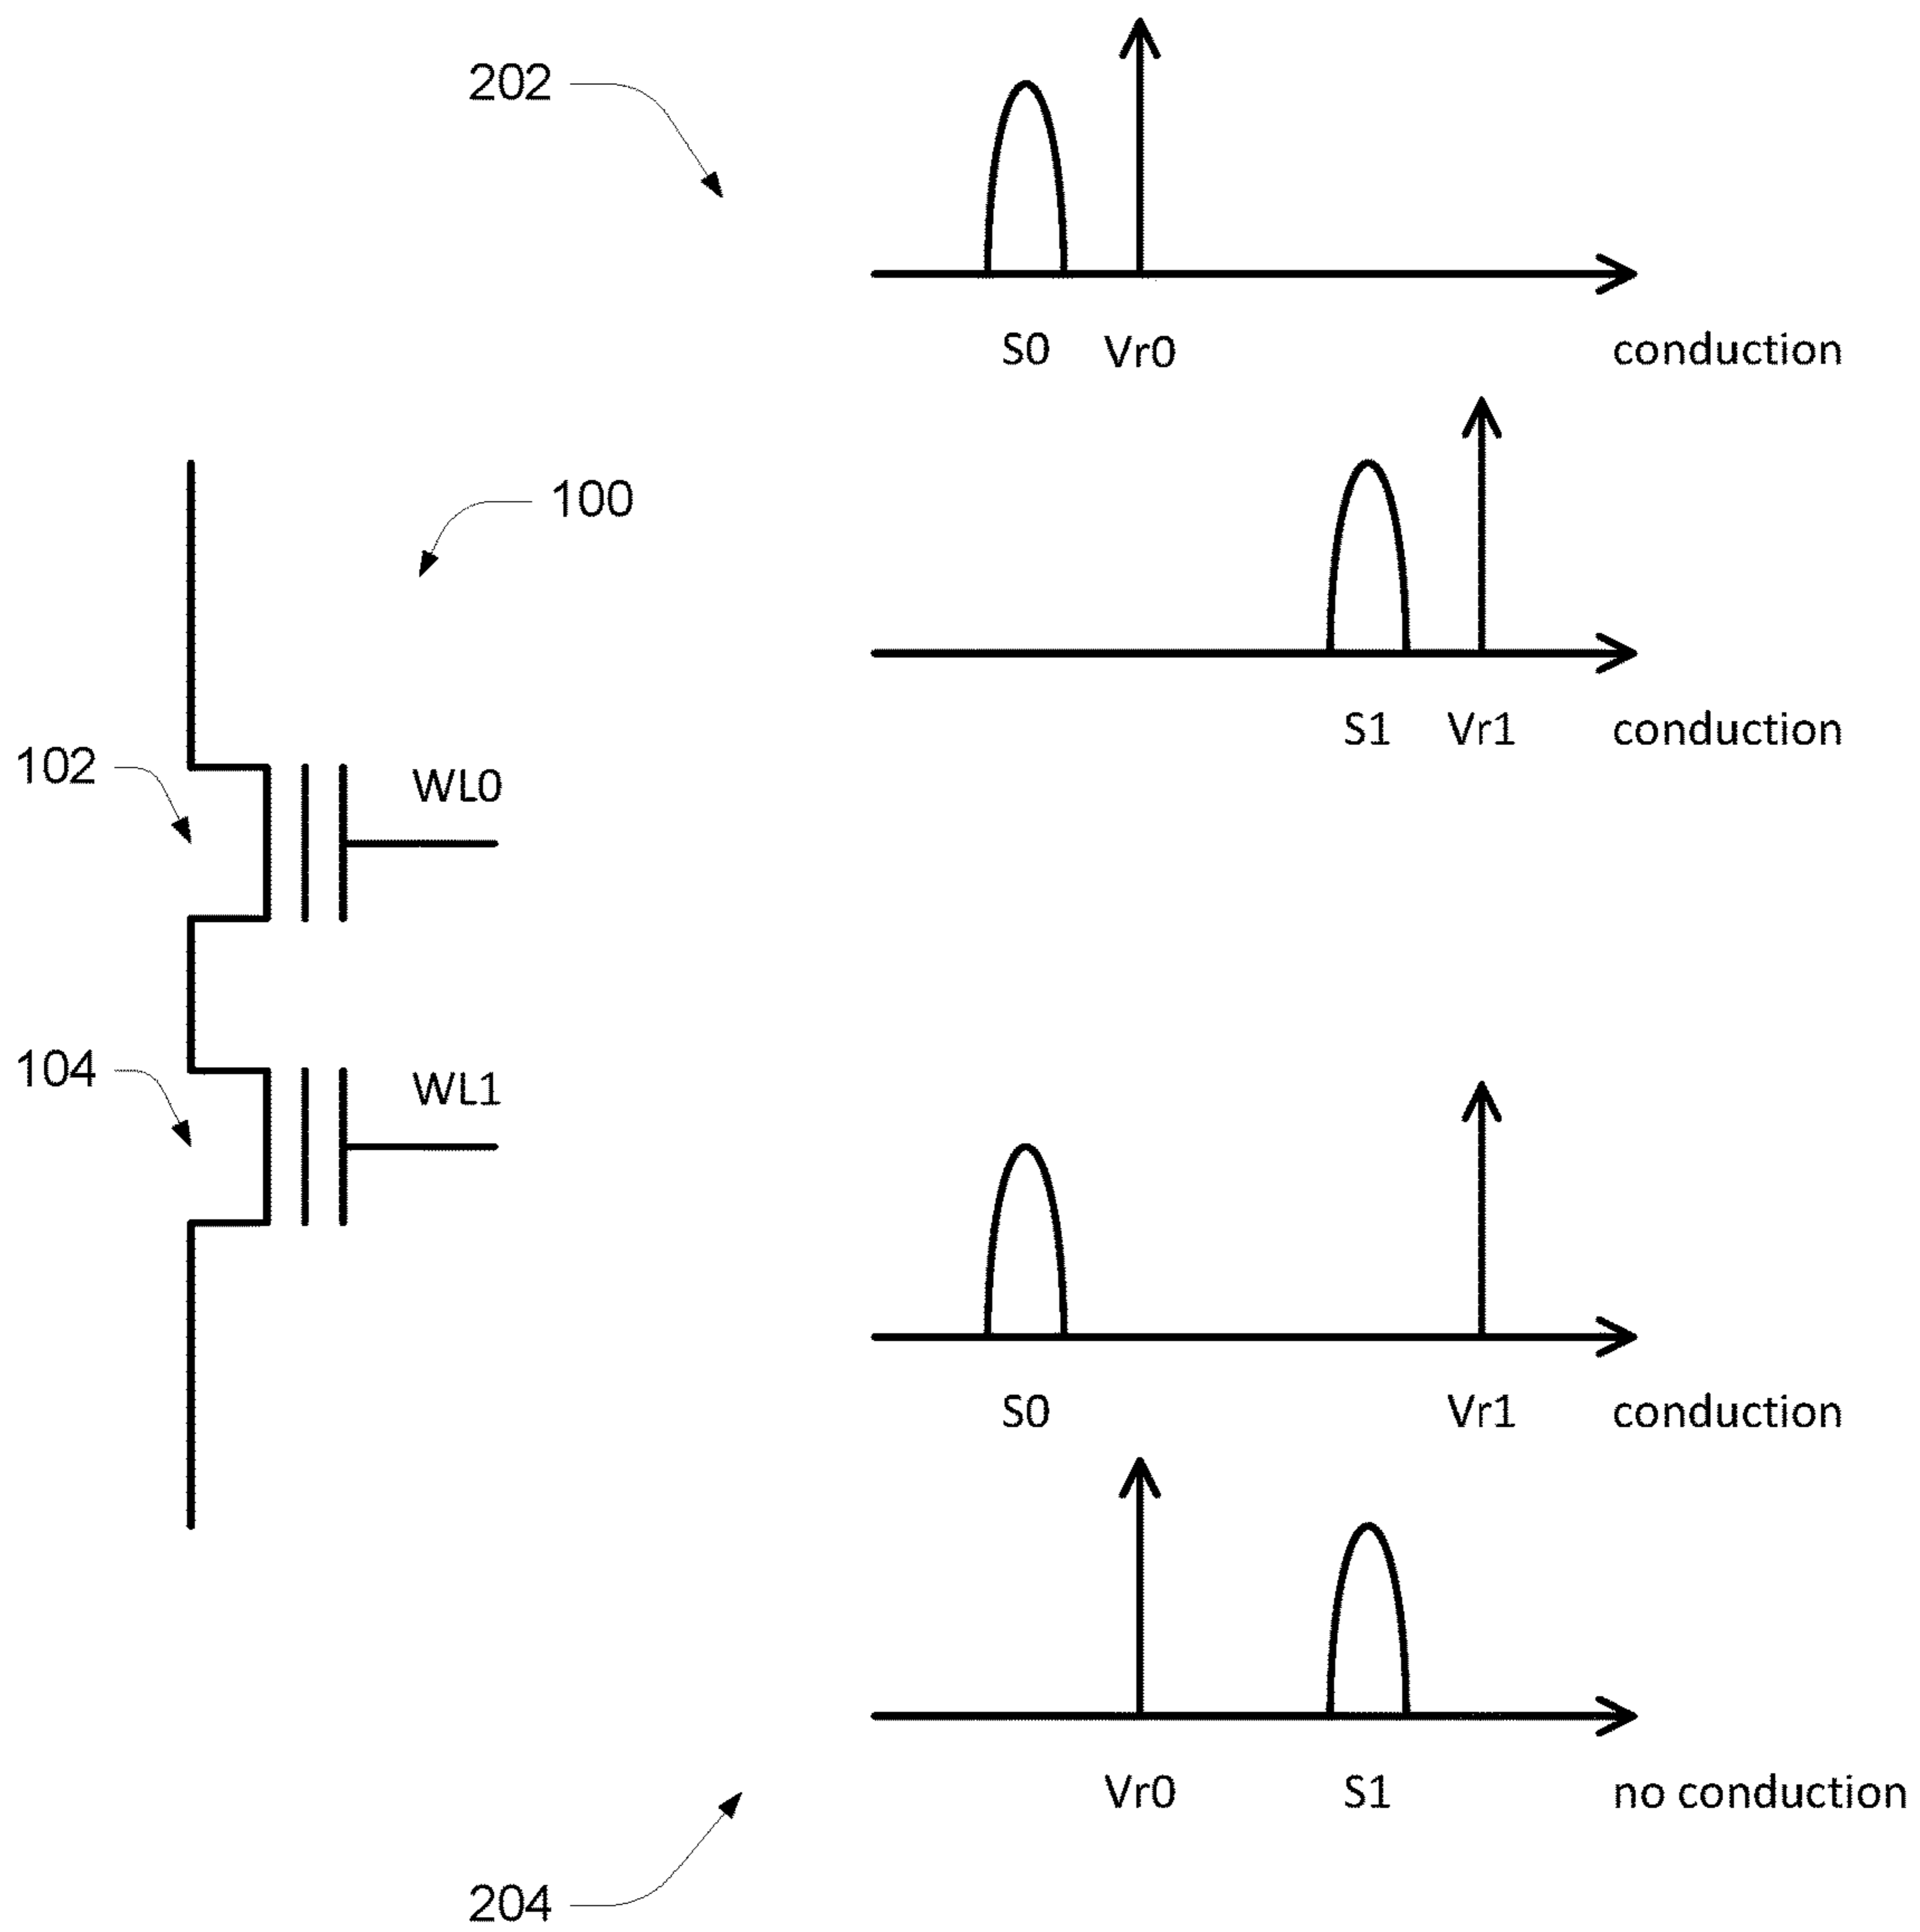 202
S0 Vr0 conduction
100
S1 Vr1 conduction
102
WL0
104
WL1
S0 Vr1 conduction
Vr0 S1 no conduction
204